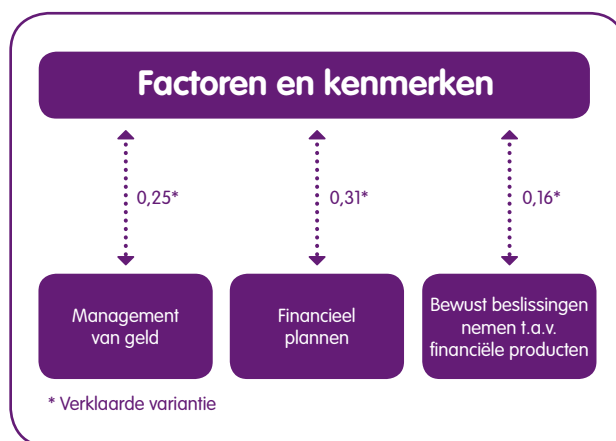 Factoren en kenmerken
0,25*
0,31*
0,16*
Management
van geld
Financieel
plannen
Bewust beslissingen
nemen t.a.v.
financiële producten
* Verklaarde variantie